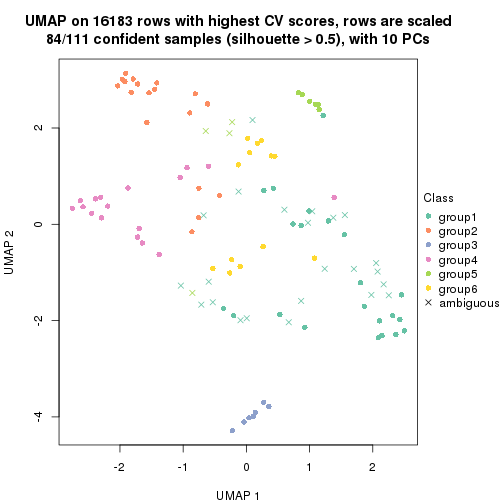 UMAP on 16183 rows with highest CV scores, rows are scaled
84/111 confident samples (silhouette > 0.5), with 10 PCs
2
0
-2
-4
UMAP 2
-2
-1
0
1
2
UMAP 1
Class
group1
group2
group3
group4
group5
group6
ambiguous